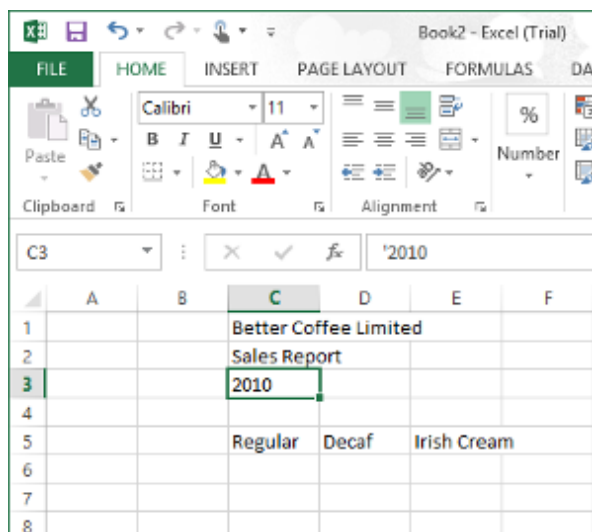 Book2 - Excel (Trial)
FILE HOME INSERT PAGE LAYOUT FORMULAS DA
Calibri 11 %
B I U A A A
Paste Number
Clipboard Font Alignment
C3 fx '2010
A B C D E F
1 Better Coffee Limited
2 Sales Report
3 2010
4
5 Regular Decaf Irish Cream
6
7
8